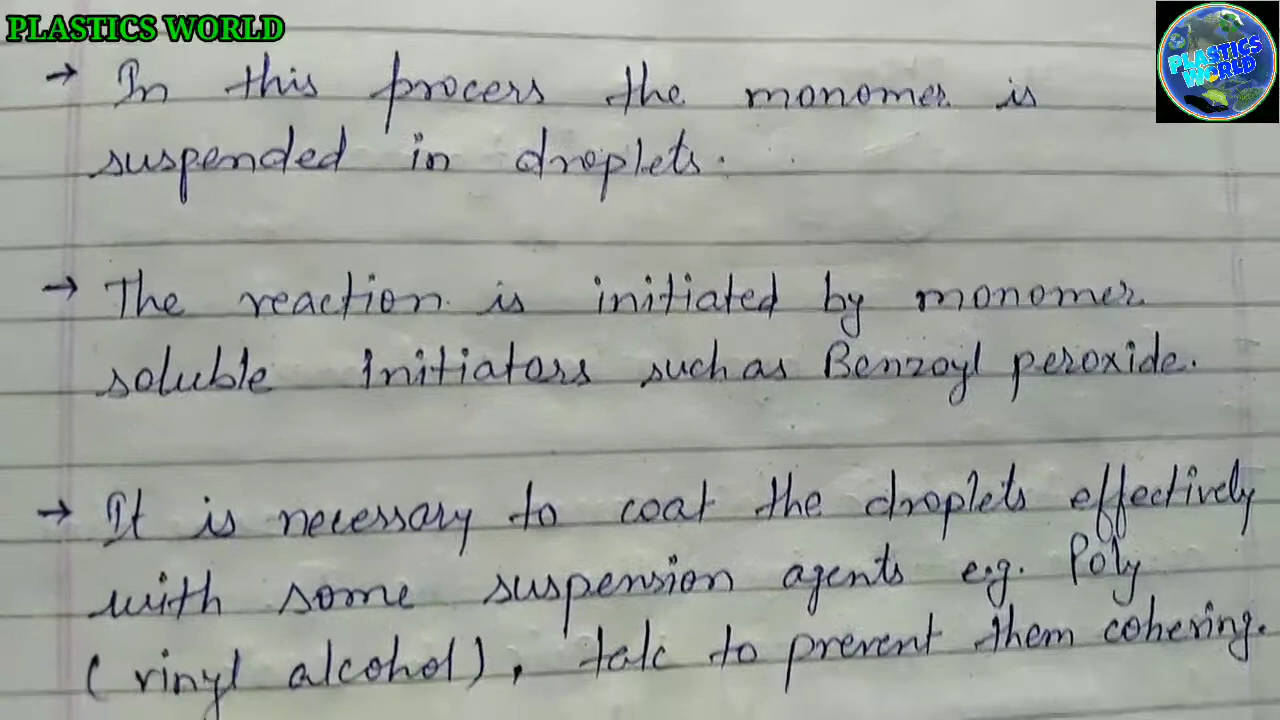 PLASTICS WORLD
PLASTICS
WORLD
→ In this process the monomer is
suspended in droplets.
→ The reaction is initiated by monomer
soluble Initiators such as Benzoyl peroxide.
→ It is necessary to coat the droplets effectively
with some suspension agents e.g. Poly
(vinyl alcohol), talc to prevent them cohering.